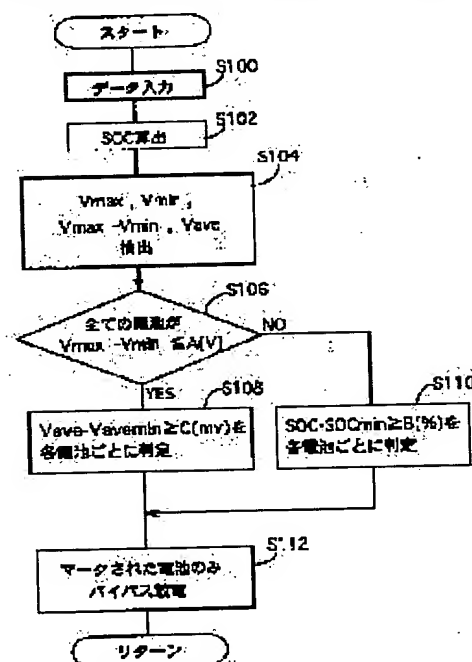 スタート
S100
データ入力
S102
SOC算出
S104
Vmax , Vmin ,
Vmax -Vmin , Vave
検出
S106
全ての電池が
Vmax -Vmin ≦A[V]
NO
YES
S108
Vave-Vavemin≧C(mv)を
各電池ごとに判定
S110
SOC-SOCmin≧B(%)を
各電池ごとに判定
S112
マークされた電池のみ
バイパス放電
リターン